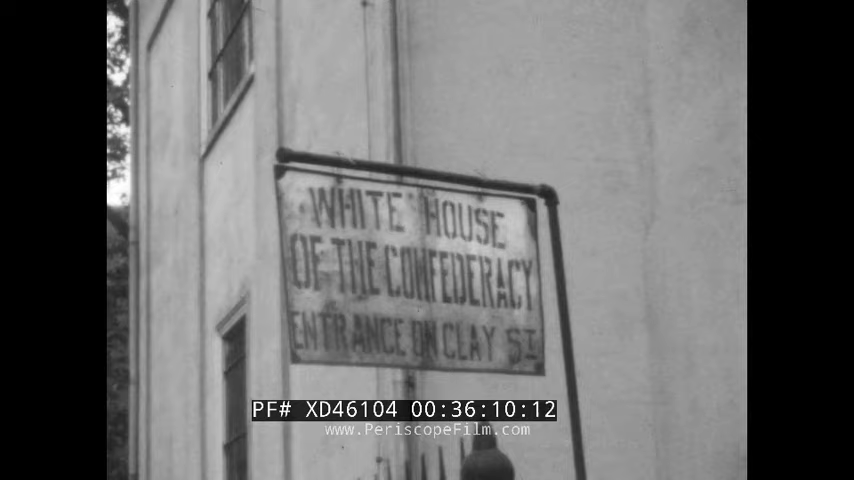 WHITE HOUSE
OF THE CONFEDERACY
ENTRANCE ON CLAY ST
PF# XD46104 00:36:10:12
www.PeriscopeFilm.com